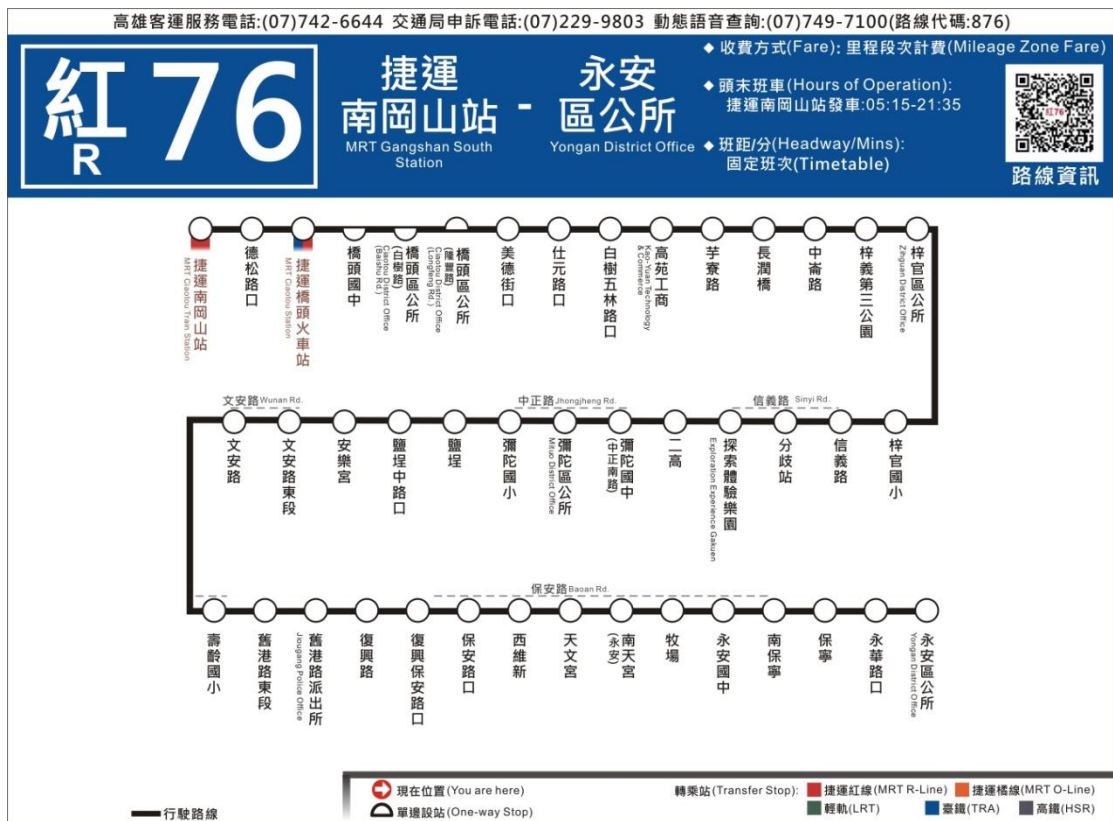 高雄客運服務電話:(07)742-6644 交通局申訴電話:(07)229-9803 動態語音查詢:(07)749-7100(路線代碼:876)
紅76
R
捷運
南岡山站
MRT Gangshan South
Station
-
永安
區公所
Yongan District Office
◆ 收費方式(Fare): 里程段次計費(Mileage Zone Fare)
◆ 頭末班車(Hours of Operation):
捷運南岡山站發車:05:15-21:35
◆ 班距/分(Headway/Mins):
固定班次(Timetable)
紅76
路線資訊
捷運南岡山站
MRT Ciaotou Train Station
德松路口
捷運橋頭火車站
MRT Ciaotou Station
橋頭國中
橋頭區公所
(白樹路)
Ciaotou District Office
(Baishu Rd.)
橋頭區公所
(隆豐路)
Ciaotou District Office
(Longfeng Rd.)
美德街口
仕元路口
白樹五林路口
高苑工商
Kao-Yuan Technology
& Commerce
芋寮路
長潤橋
中崙路
梓義第三公園
梓官區公所
Zihguan District Office
文安路 Wunan Rd.
中正路 Jhongjheng Rd.
信義路 Sinyi Rd.
文安路
文安路東段
安樂宮
鹽埕中路口
鹽埕
彌陀國小
彌陀區公所
Mituo District Office
彌陀國中
(中正南路)
二高
探索體驗樂園
Exploration Experience Gakuen
分歧站
信義路
梓官國小
保安路 Baoan Rd.
壽齡國小
舊港路東段
舊港路派出所
Jiougang Police Office
復興路
復興保安路口
保安路口
西維新
天文宮
南天宮
(永安)
牧場
永安國中
南保寧
保寧
永華路口
永安區公所
Yongan District Office
行駛路線
現在位置(You are here)
單邊設站(One-way Stop)
轉乘站(Transfer Stop): 捷運紅線(MRT R-Line) 捷運橘線(MRT O-Line)
輕軌(LRT) 臺鐵(TRA) 高鐵(HSR)